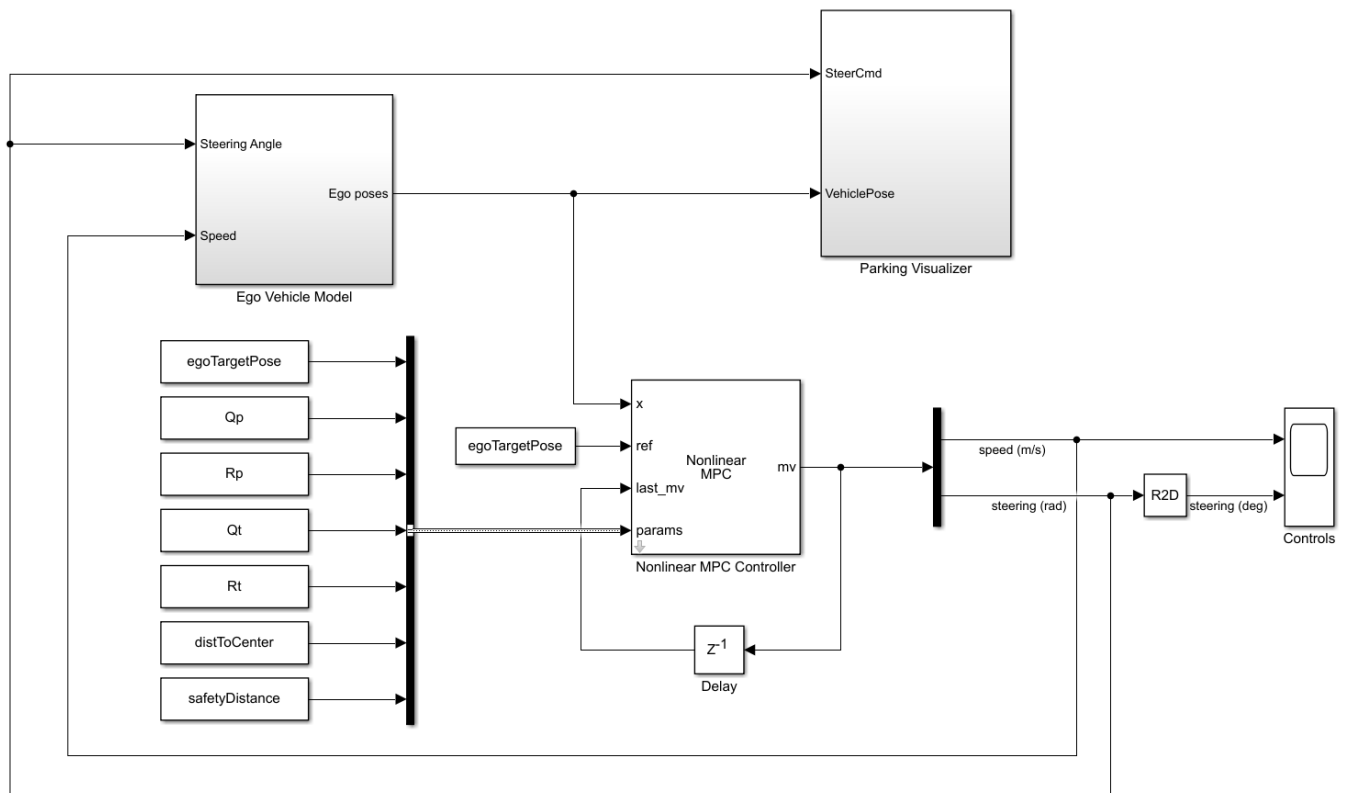 SteerCmd
Steering Angle
Ego poses
VehiclePose
Speed
Parking Visualizer
Ego Vehicle Model
egoTargetPose
Qp
Rp
Qt
Rt
distToCenter
safetyDistance
egoTargetPose
x
ref
last_mv
params
Nonlinear
MPC
mv
Nonlinear MPC Controller
Z-1
Delay
speed (m/s)
steering (rad)
R2D
steering (deg)
Controls